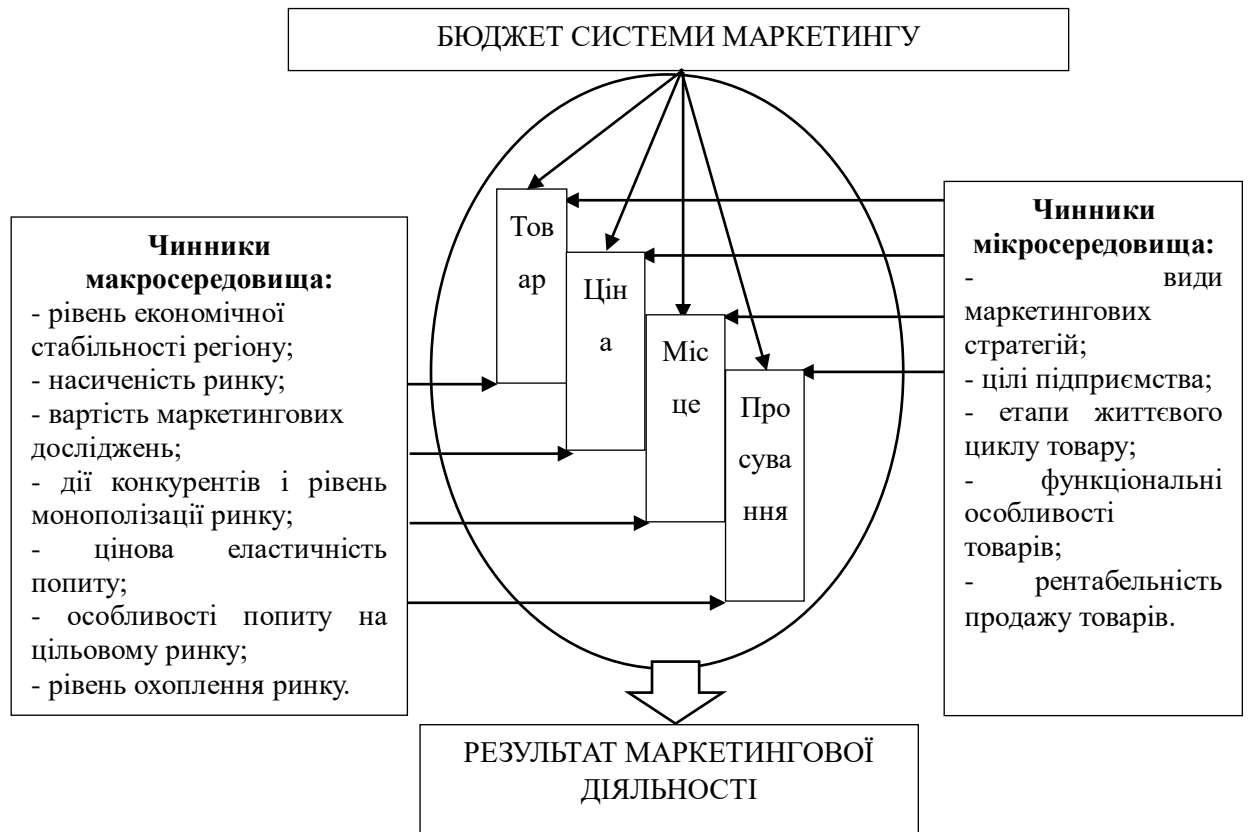 БЮДЖЕТ СИСТЕМИ МАРКЕТИНГУ
Чинники
макросередовища:
- рівень економічної
стабільності регіону;
- насиченість ринку;
- вартість маркетингових
досліджень;
- дії конкурентів і рівень
монополізації ринку;
- цінова еластичність
попиту;
- особливості попиту на
цільовому ринку;
- рівень охоплення ринку.
Тов
ар
Цін
а
Міс
це
Про
сува
ння
Чинники
мікросередовища:
- види
маркетингових
стратегій;
- цілі підприємства;
- етапи життєвого
циклу товару;
- функціональні
особливості
товарів;
- рентабельність
продажу товарів.
РЕЗУЛЬТАТ МАРКЕТИНГОВОЇ
ДІЯЛЬНОСТІ